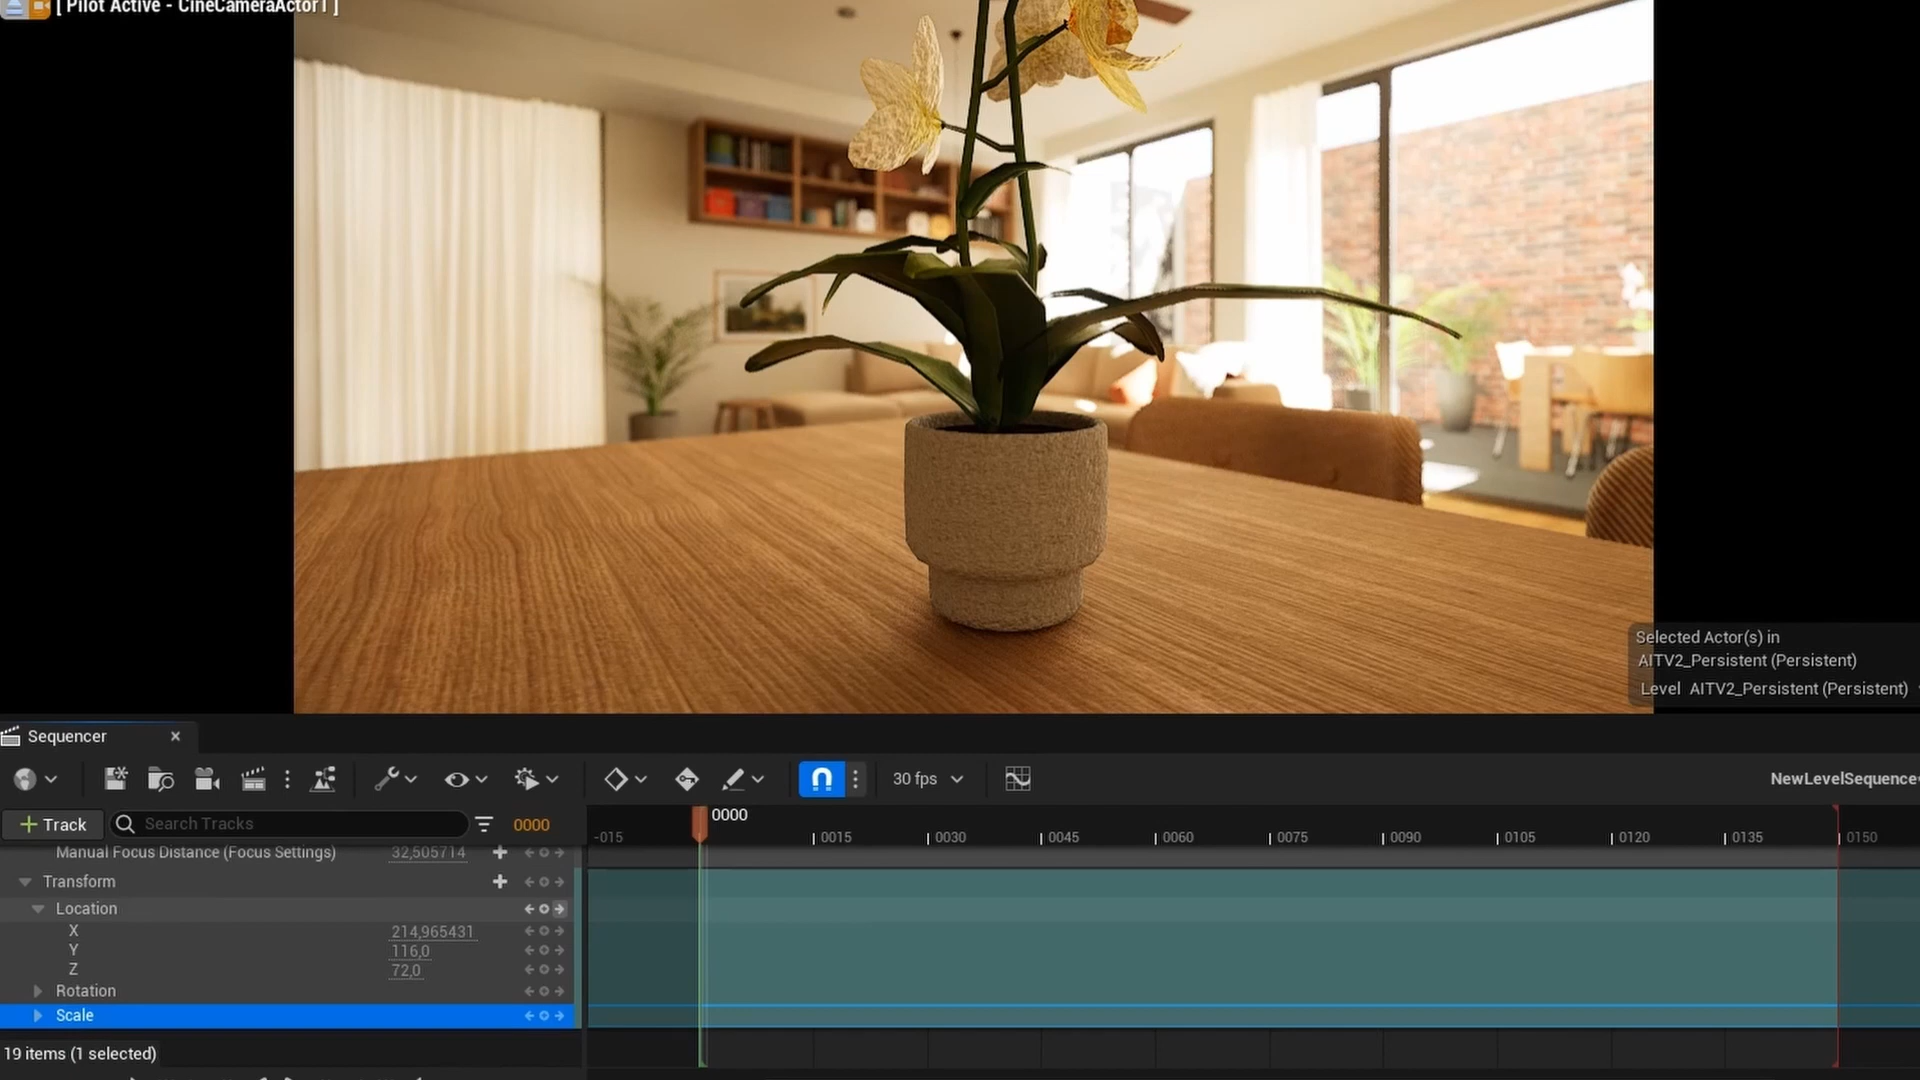 [ Pilot Active - CineCameraActor1 ]
Selected Actor(s) in
AITV2_Persistent (Persistent)
Level AITV2_Persistent (Persistent)
Sequencer
30 fps
NewLevelSequence
Track
Search Tracks
0000
0000
-015
0015
0030
0045
0060
0075
0090
0105
0120
0135
0150
Manual Focus Distance (Focus Settings)
32,505714
Transform
Location
X
214,965431
Y
116,0
Z
72,0
Rotation
Scale
19 items (1 selected)